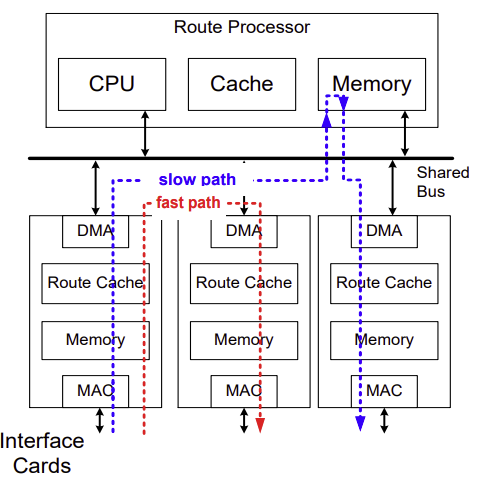 Route Processor
CPU
Cache
Memory
Shared
Bus
slow path
fast path
DMA
DMA
DMA
Route Cache
Route Cache
Route Cache
Memory
Memory
Memory
MAC
MAC
MAC
Interface
Cards